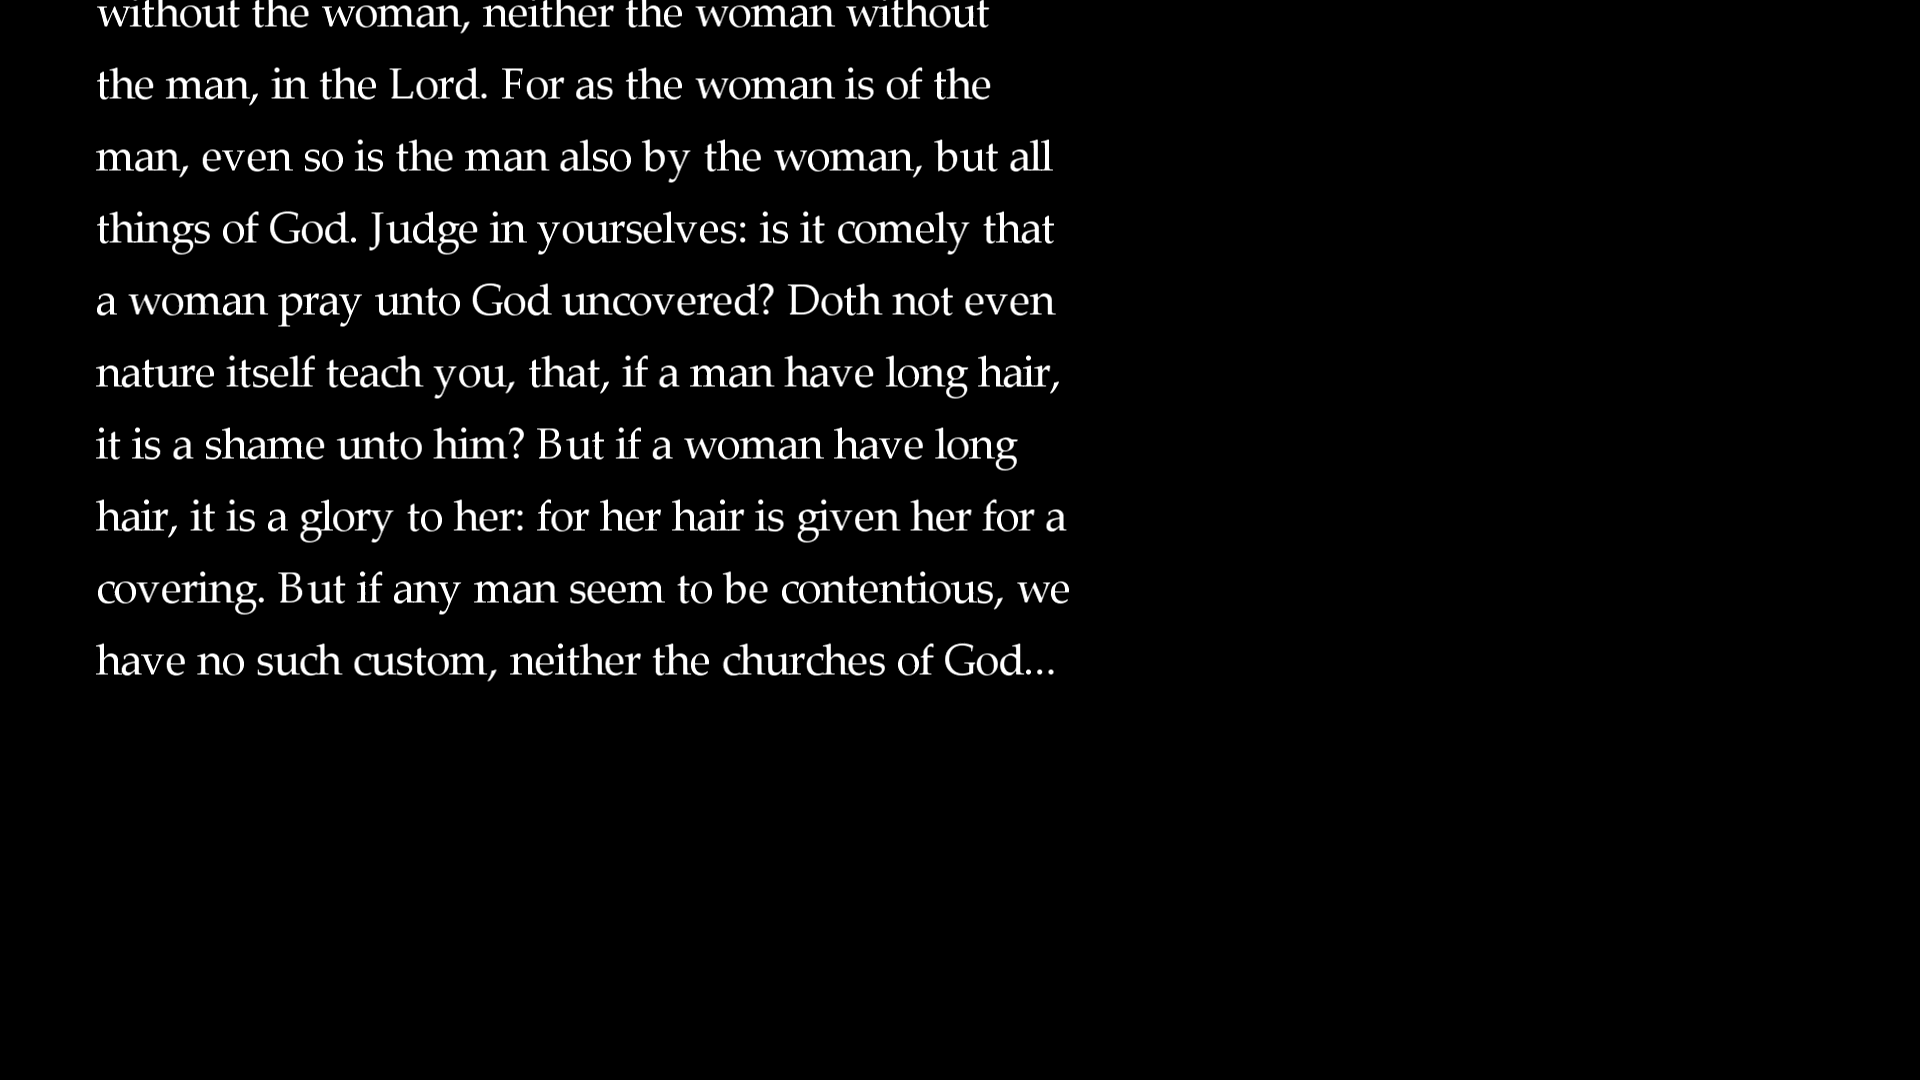 without the woman, neither the woman without
the man, in the Lord. For as the woman is of the
man, even so is the man also by the woman, but all
things of God. Judge in yourselves: is it comely that
a woman pray unto God uncovered? Doth not even
nature itself teach you, that, if a man have long hair,
it is a shame unto him? But if a woman have long
hair, it is a glory to her: for her hair is given her for a
covering. But if any man seem to be contentious, we
have no such custom, neither the churches of God...